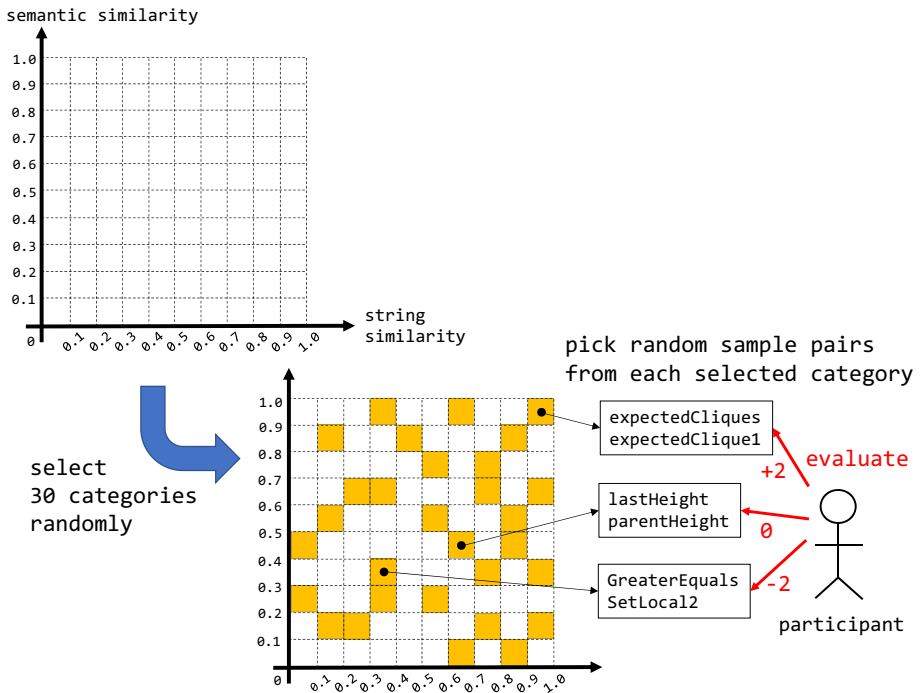 semantic similarity
1.0
0.9
0.8
0.7
0.6
0.5
0.4
0.3
0.2
0.1
0
0.1 0.2 0.3 0.4 0.5 0.6 0.7 0.8 0.9 1.0
string
similarity
select
30 categories
randomly
pick random sample pairs
from each selected category
1.0
0.9
0.8
0.7
0.6
0.5
0.4
0.3
0.2
0.1
0
0.1 0.2 0.3 0.4 0.5 0.6 0.7 0.8 0.9 1.0
expectedCliques
expectedClique1
lastHeight
parentHeight
GreaterEquals
SetLocal2
evaluate
+2
0
-2
participant